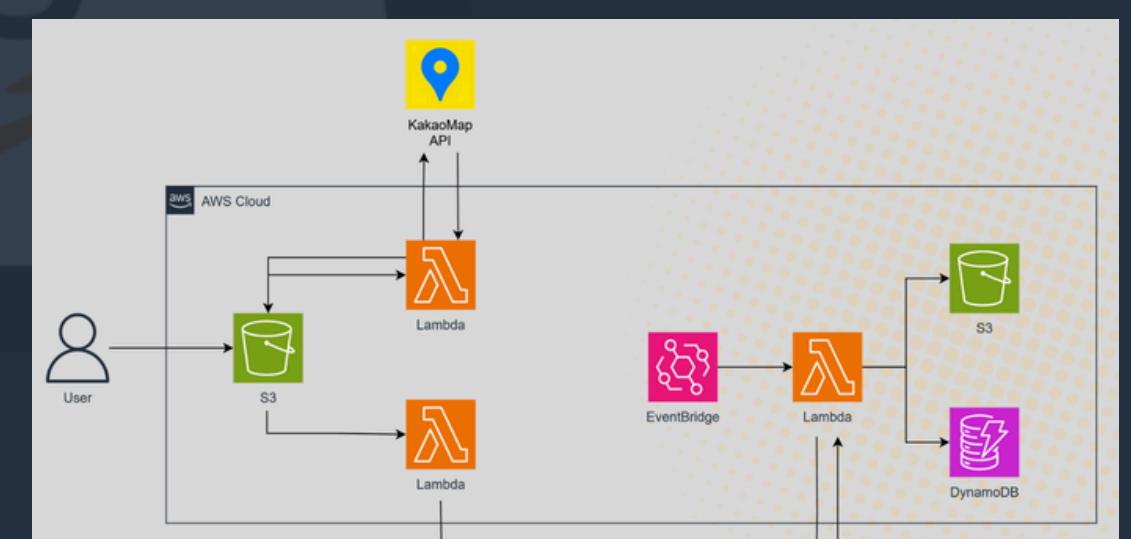 KakaoMap
API
aws
AWS Cloud
Lambda
S3
User
S3
EventBridge
Lambda
Lambda
DynamoDB